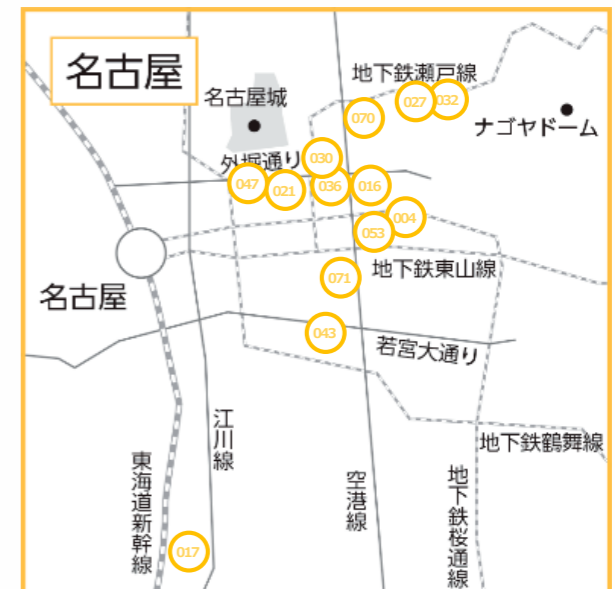 名古屋
地下鉄瀬戸線
名古屋城
027
032
070
ナゴヤドーム
外堀通り
030
047
021
036
016
004
053
地下鉄東山線
071
名古屋
043
若宮大通り
江川線
地下鉄鶴舞線
東海道新幹線
空港線
地下鉄桜通線
017